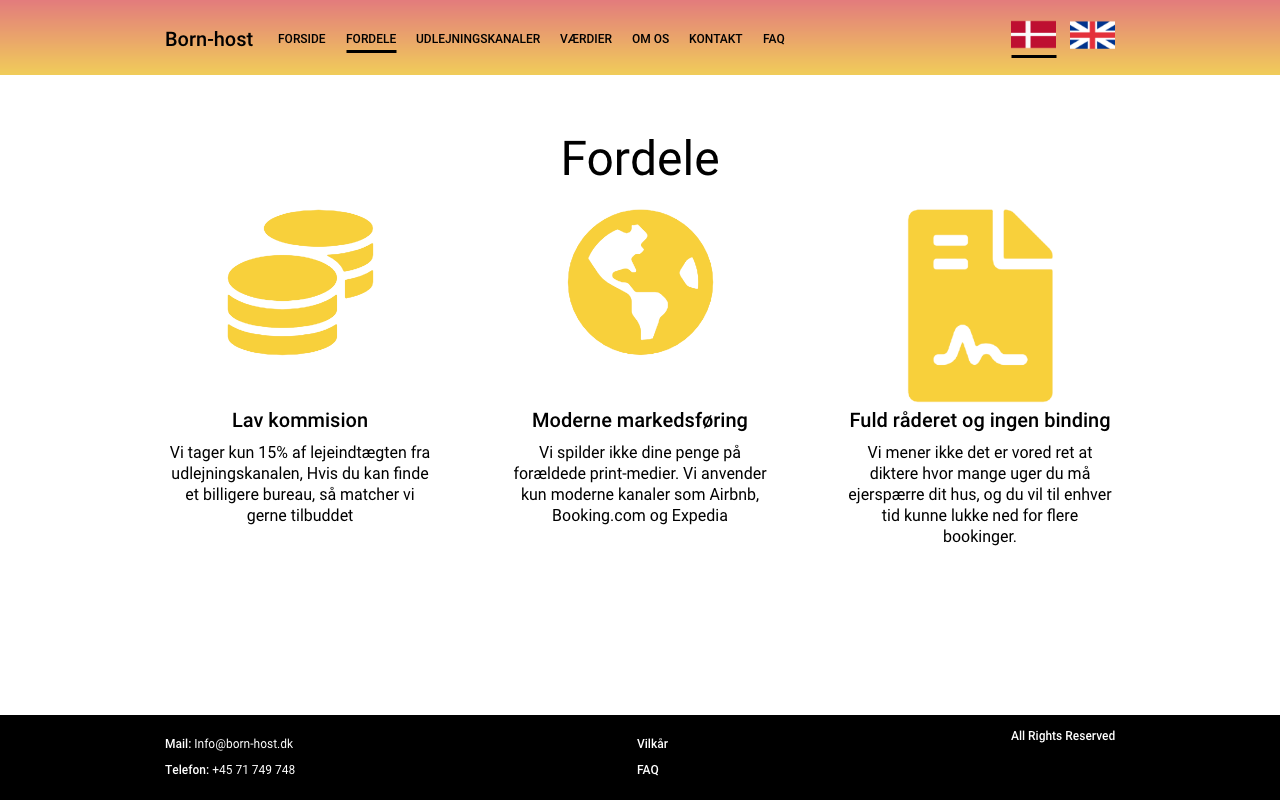 Born-host FORSIDE FORDELE UDLEJNINGSKANALER VÆRDIER OM OS KONTAKT FAQ
Fordele
Lav kommision
Vi tager kun 15% af lejeindtægten fra
udlejningskanalen, Hvis du kan finde
et billigere bureau, så matcher vi
gerne tilbuddet
Moderne markedsføring
Vi spilder ikke dine penge på
forældede print-medier. Vi anvender
kun moderne kanaler som Airbnb,
Booking.com og Expedia
Fuld råderet og ingen binding
Vi mener ikke det er vored ret at
diktere hvor mange uger du må
ejerspærre dit hus, og du vil til enhver
tid kunne lukke ned for flere
bookinger.
Mail: Info@born-host.dk
Telefon: +45 71 749 748
Vilkår
FAQ
All Rights Reserved